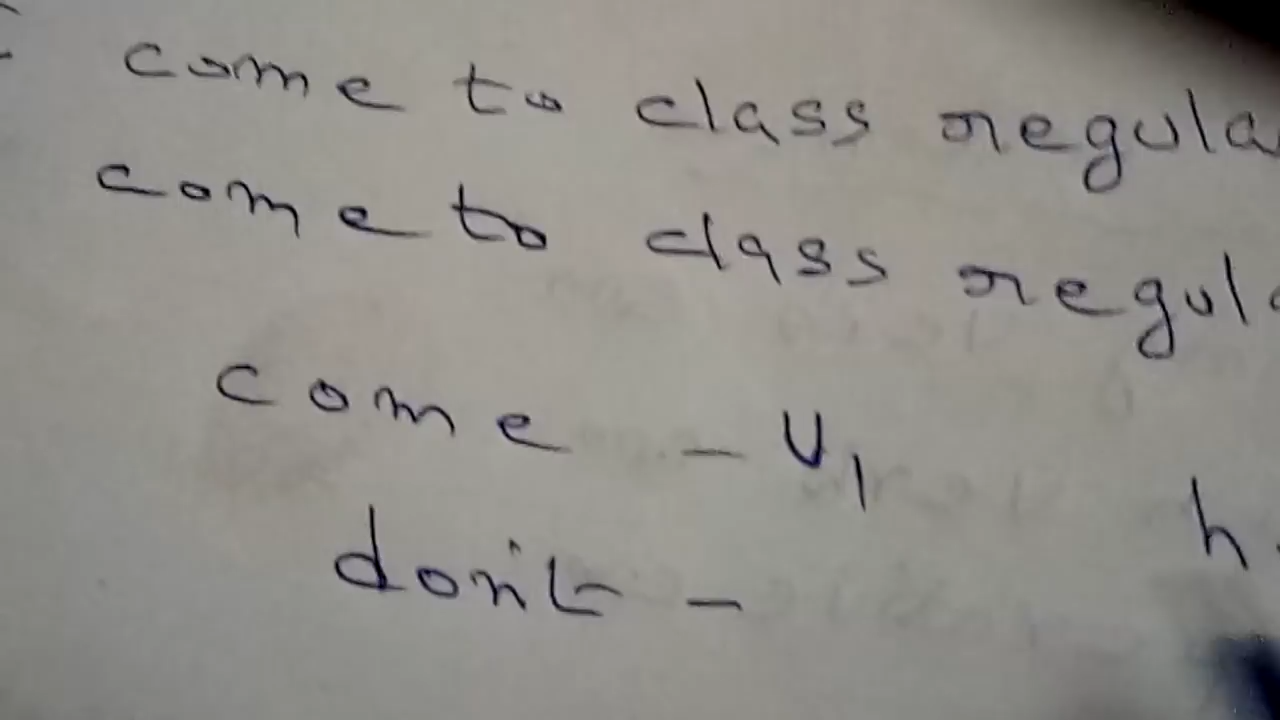 come to class regula
come to class regul
come - V1
don't - h